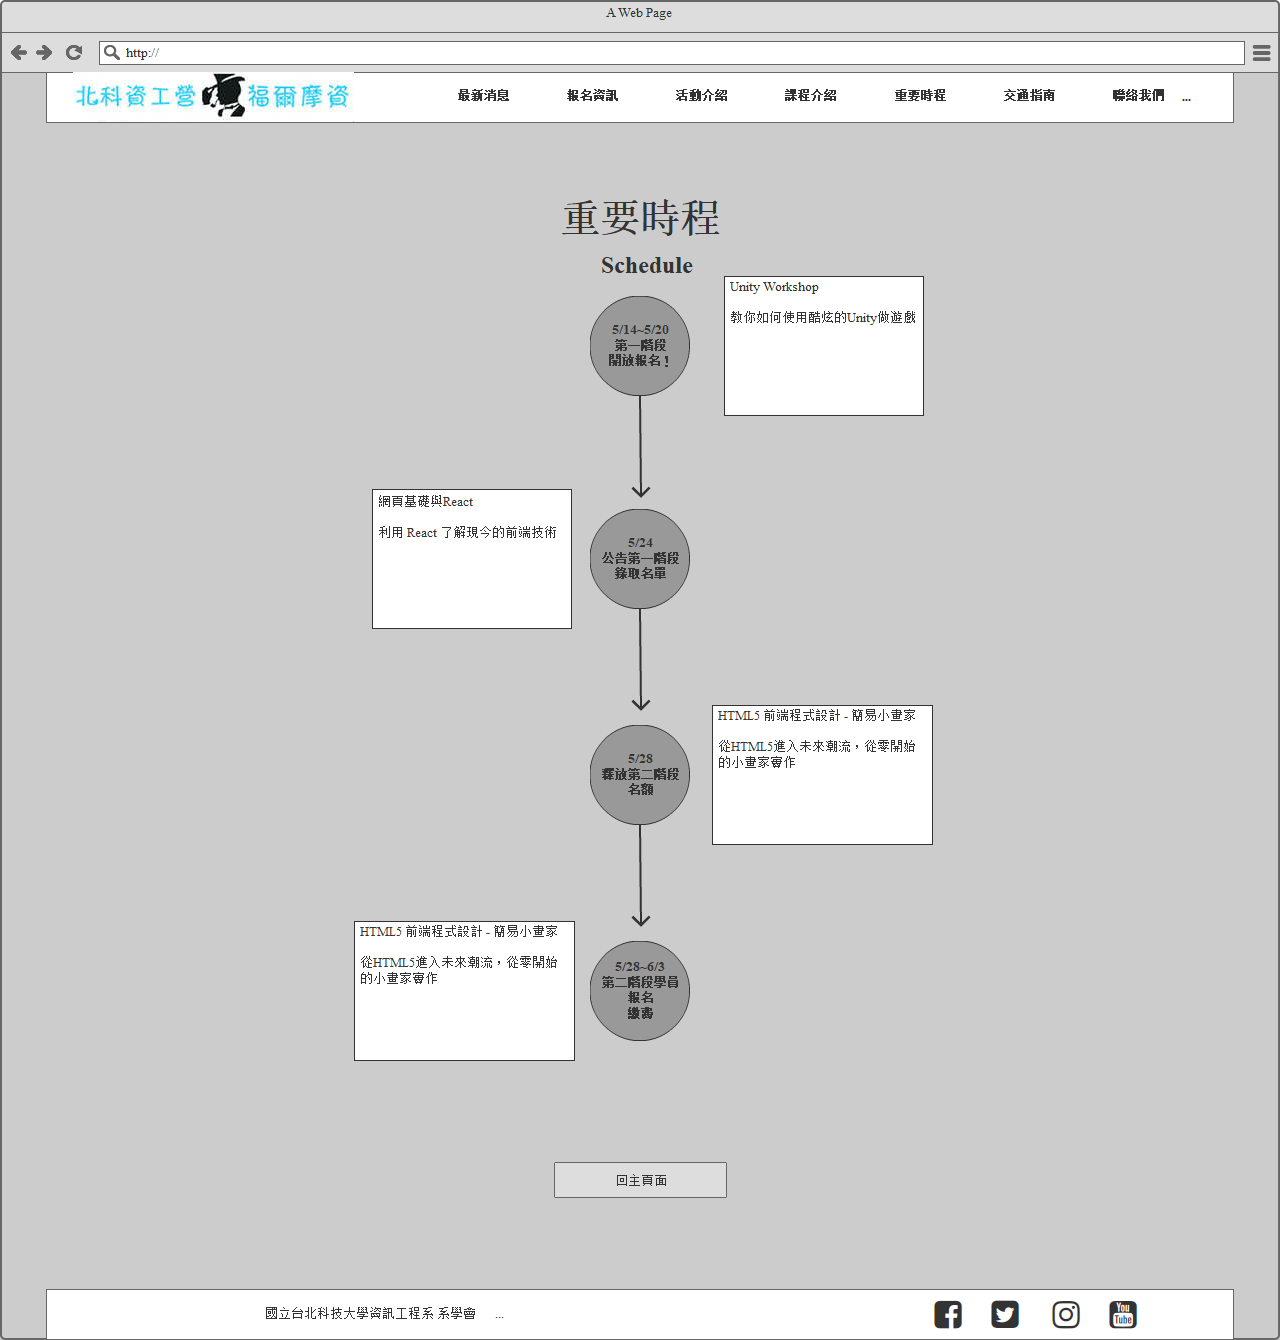 A Web Page
http://
北科資工營 福爾摩資
最新消息 報名資訊 活動介紹 課程介紹 重要時程 交通指南 聯絡我們 ...
重要時程
Schedule
5/14~5/20
第一階段
開放報名！
Unity Workshop
教你如何使用酷炫的Unity做遊戲
網頁基礎與React
利用 React 了解現今的前端技術
5/24
公告第一階段
錄取名單
5/28
釋放第二階段
名額
HTML5 前端程式設計 - 簡易小畫家
從HTML5進入未來潮流，從零開始
的小畫家實作
HTML5 前端程式設計 - 簡易小畫家
從HTML5進入未來潮流，從零開始
的小畫家實作
5/28~6/3
第二階段學員
報名
繳費
回主頁面
國立台北科技大學資訊工程系 系學會 ...
You
Tube